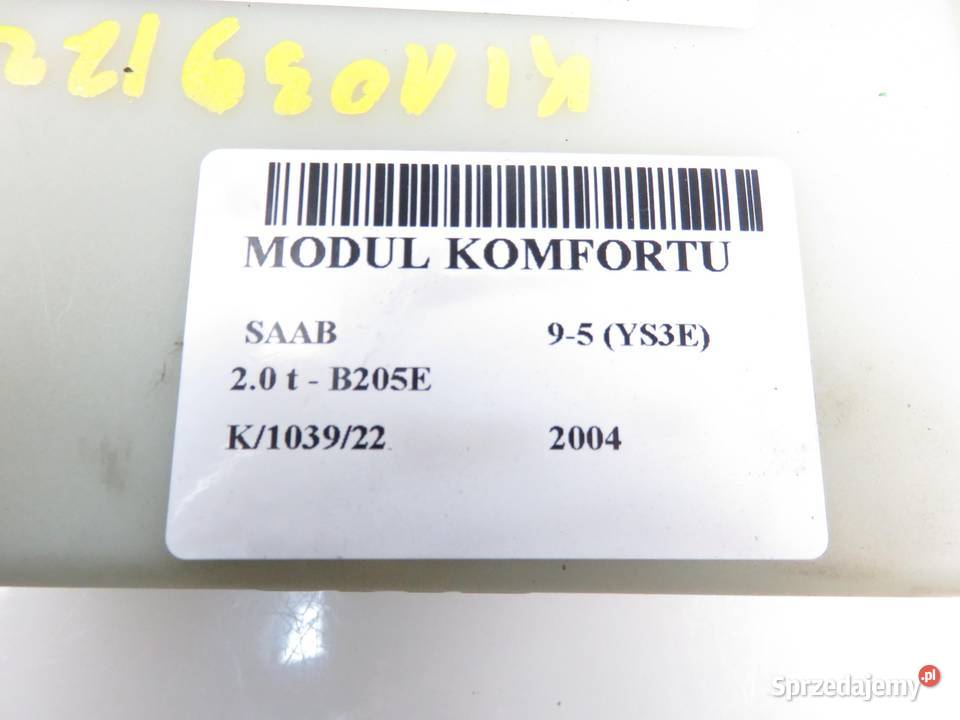 K/1039/22
MODUL KOMFORTU
SAAB 9-5 (YS3E)
2.0 t - B205E
K/1039/22 2004
Sprzedajemy.pl